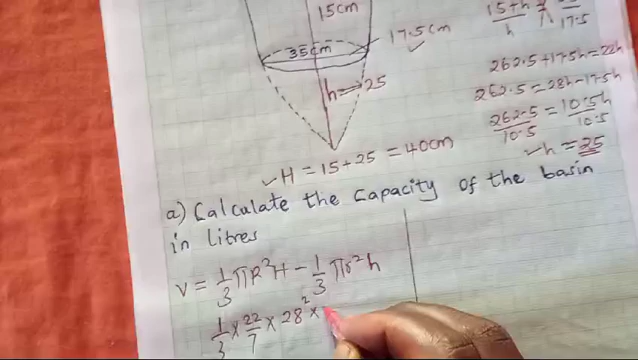 15cm
35cm
17.5cm
h ⇒ 25
15+h
h
17.5
262.5 + 17.5h = 28h
262.5 = 28h - 17.5h
262.5 = 10.5h
10.5 10.5
h = 25
H = 15 + 25 = 40cm
a) Calculate the capacity of the basin
in litres
V = 1/3 πR²H - 1/3 πr²h
1/3 × 22/7 × 28² ×